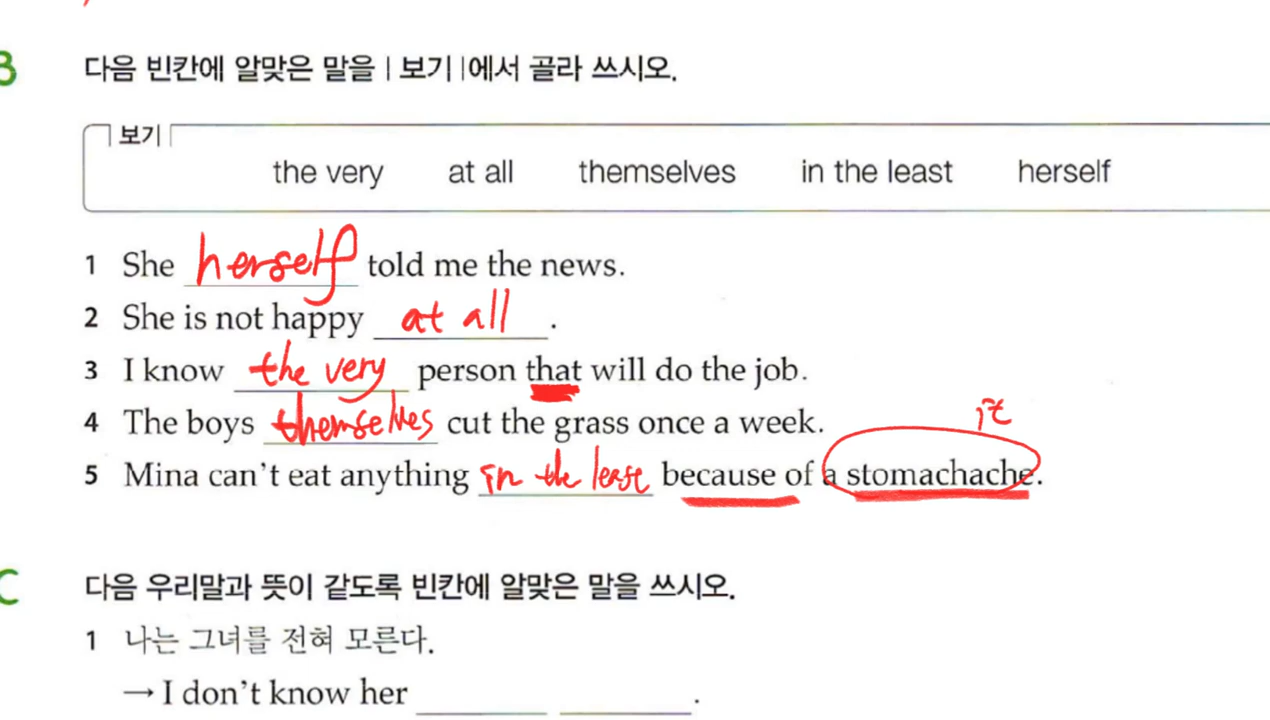 B 다음 빈칸에 알맞은 말을 | 보기 |에서 골라 쓰시오.
보기
the very at all themselves in the least herself
1 She herself told me the news.
2 She is not happy at all .
3 I know the very person that will do the job.
4 The boys themselves cut the grass once a week.
it
5 Mina can't eat anything in the least because of a stomachache.
C 다음 우리말과 뜻이 같도록 빈칸에 알맞은 말을 쓰시오.
1 나는 그녀를 전혀 모른다.
→ I don't know her ______ ______ .